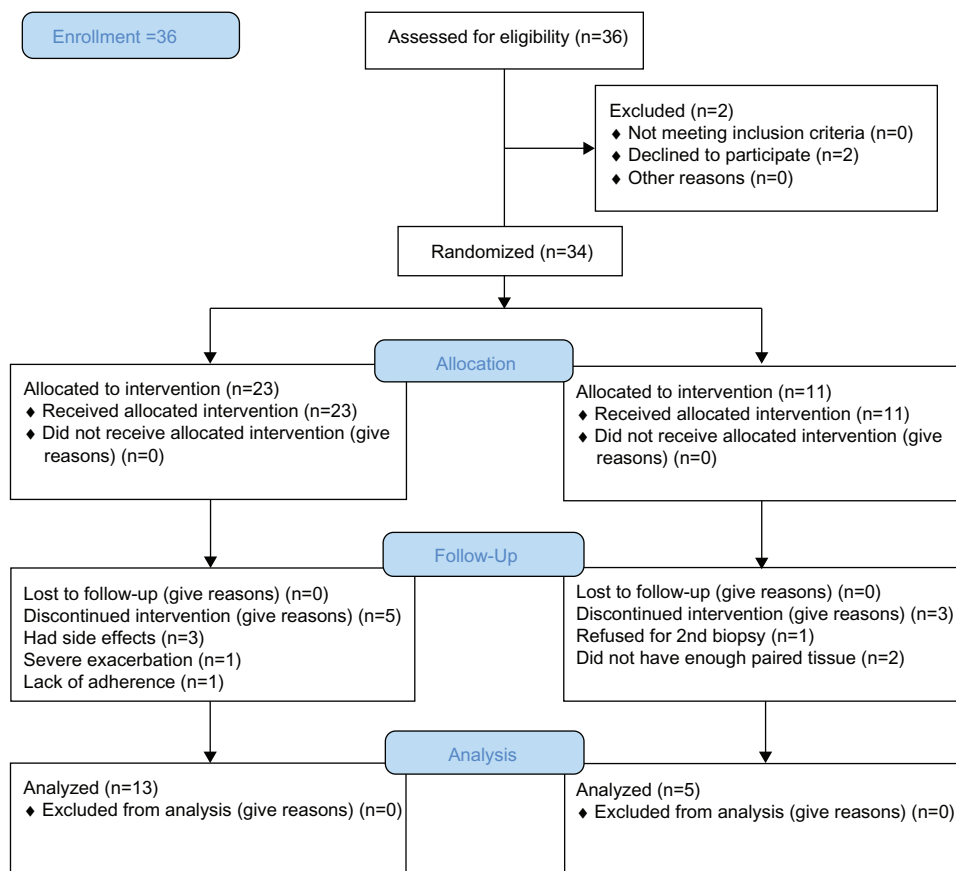 Enrollment =36
Assessed for eligibility (n=36)
Excluded (n=2)
♦ Not meeting inclusion criteria (n=0)
♦ Declined to participate (n=2)
♦ Other reasons (n=0)
Randomized (n=34)
Allocation
Allocated to intervention (n=23)
♦ Received allocated intervention (n=23)
♦ Did not receive allocated intervention (give
reasons) (n=0)
Allocated to intervention (n=11)
♦ Received allocated intervention (n=11)
♦ Did not receive allocated intervention (give
reasons) (n=0)
Follow-Up
Lost to follow-up (give reasons) (n=0)
Discontinued intervention (give reasons) (n=5)
Had side effects (n=3)
Severe exacerbation (n=1)
Lack of adherence (n=1)
Lost to follow-up (give reasons) (n=0)
Discontinued intervention (give reasons) (n=3)
Refused for 2nd biopsy (n=1)
Did not have enough paired tissue (n=2)
Analysis
Analyzed (n=13)
♦ Excluded from analysis (give reasons) (n=0)
Analyzed (n=5)
♦ Excluded from analysis (give reasons) (n=0)